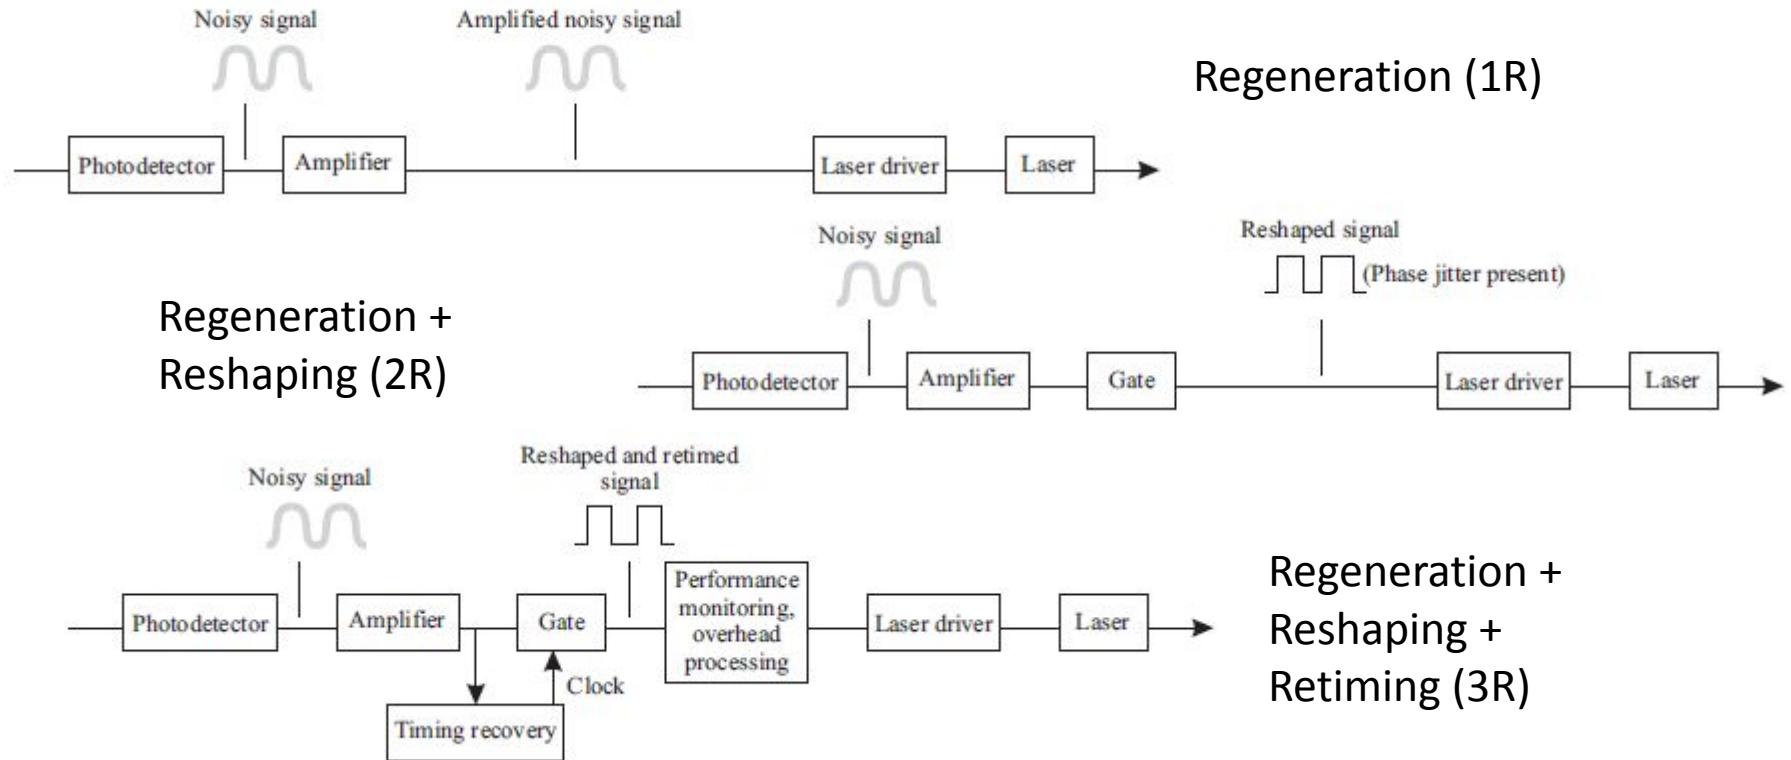 Noisy signal
Amplified noisy signal
Regeneration (1R)
Photodetector
Amplifier
Laser driver
Laser
Noisy signal
Reshaped signal
(Phase jitter present)
Regeneration +
Reshaping (2R)
Photodetector
Amplifier
Gate
Laser driver
Laser
Noisy signal
Reshaped and retimed
signal
Photodetector
Amplifier
Gate
Performance
monitoring,
overhead
processing
Laser driver
Laser
Clock
Timing recovery
Regeneration +
Reshaping +
Retiming (3R)